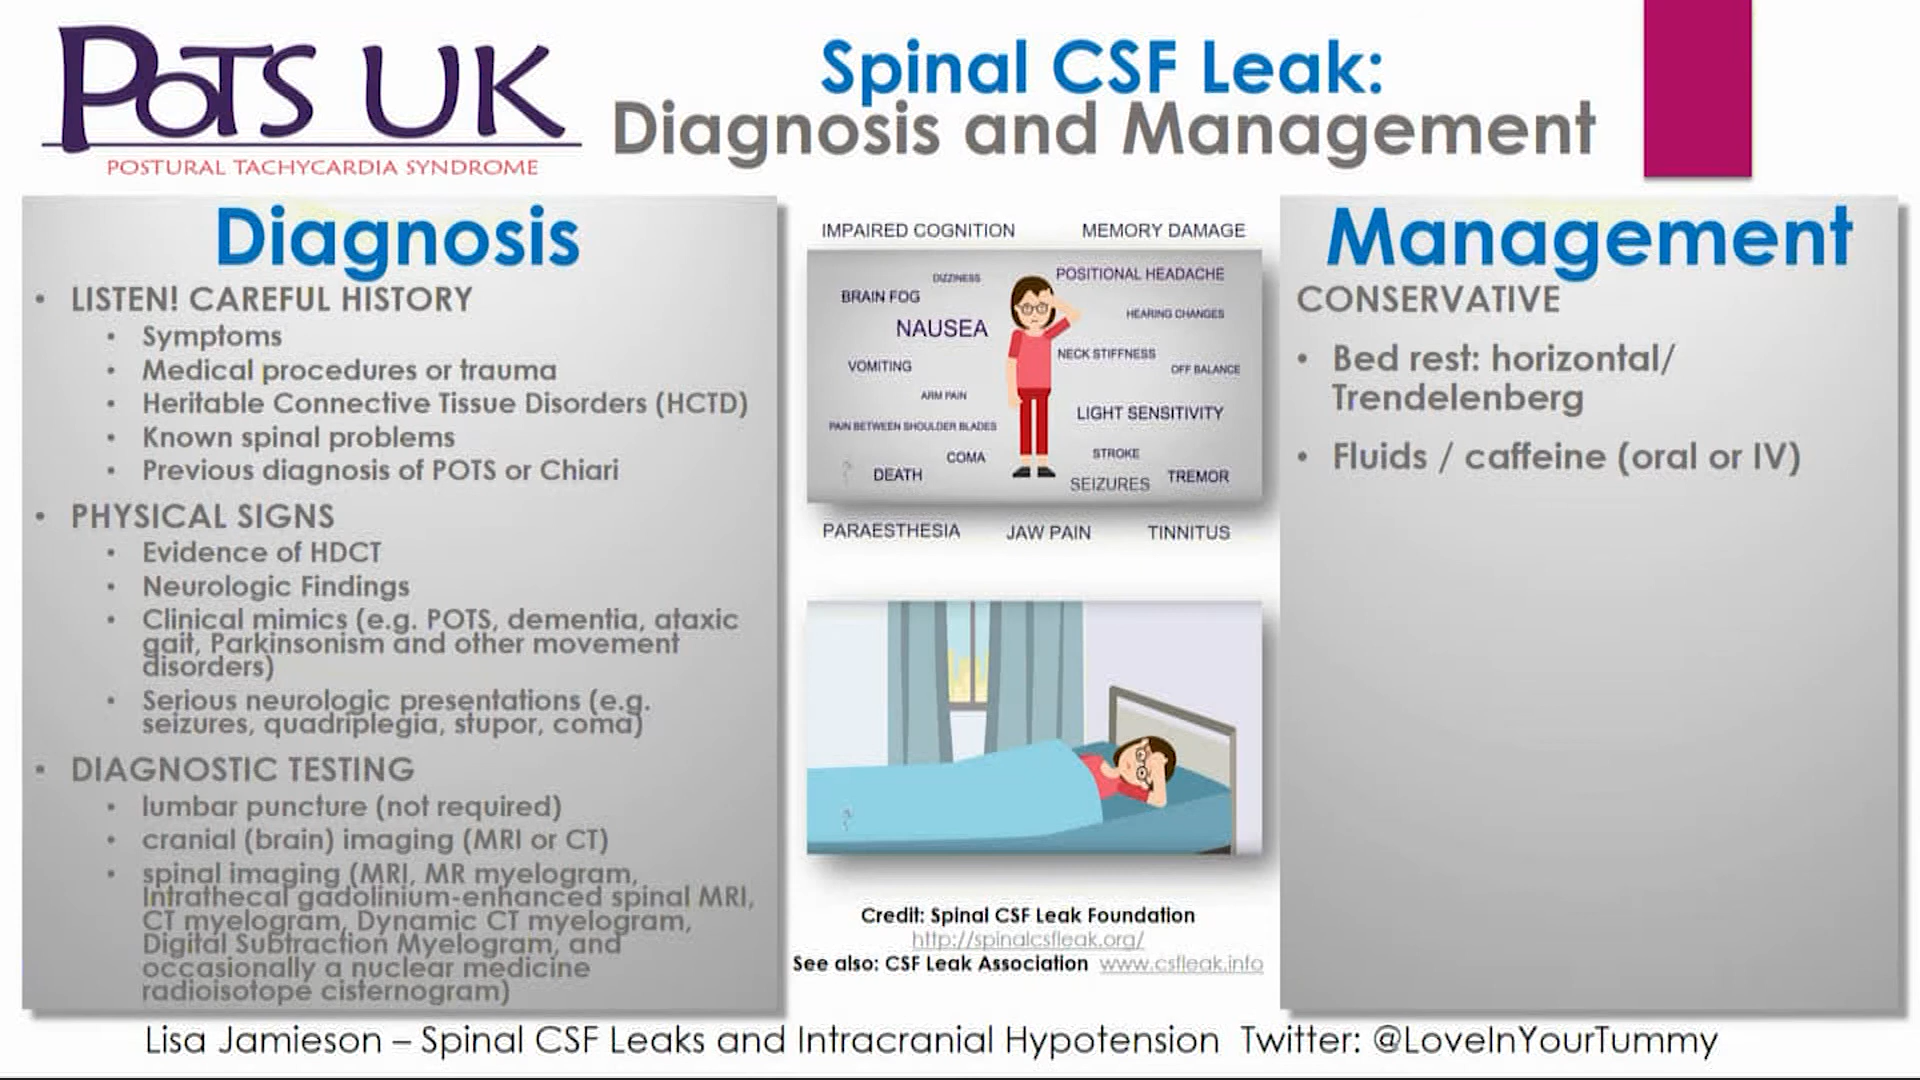 POTS UK
POSTURAL TACHYCARDIA SYNDROME
Spinal CSF Leak:
Diagnosis and Management
Diagnosis
• LISTEN! CAREFUL HISTORY
• Symptoms
• Medical procedures or trauma
• Heritable Connective Tissue Disorders (HCTD)
• Known spinal problems
• Previous diagnosis of POTS or Chiari
• PHYSICAL SIGNS
• Evidence of HDCT
• Neurologic Findings
• Clinical mimics (e.g. POTS, dementia, ataxic
gait, Parkinsonism and other movement
disorders)
• Serious neurologic presentations (e.g.
seizures, quadriplegia, stupor, coma)
• DIAGNOSTIC TESTING
• lumbar puncture (not required)
• cranial (brain) imaging (MRI or CT)
• spinal imaging (MRI, MR myelogram,
Intrathecal gadolinium-enhanced spinal MRI,
CT myelogram, Dynamic CT myelogram,
Digital Subtraction Myelogram, and
occasionally a nuclear medicine
radioisotope cisternogram)
IMPAIRED COGNITION MEMORY DAMAGE
DIZZINESS
POSITIONAL HEADACHE
BRAIN FOG
HEARING CHANGES
NAUSEA
NECK STIFFNESS
VOMITING
OFF BALANCE
ARM PAIN
LIGHT SENSITIVITY
PAIN BETWEEN SHOULDER BLADES
STROKE
COMA
DEATH
SEIZURES
TREMOR
PARAESTHESIA JAW PAIN TINNITUS
Credit: Spinal CSF Leak Foundation
http://spinalcsfleak.org/
See also: CSF Leak Association www.csfleak.info
Management
CONSERVATIVE
• Bed rest: horizontal/
Trendelenberg
• Fluids / caffeine (oral or IV)
Lisa Jamieson – Spinal CSF Leaks and Intracranial Hypotension Twitter: @LoveInYourTummy